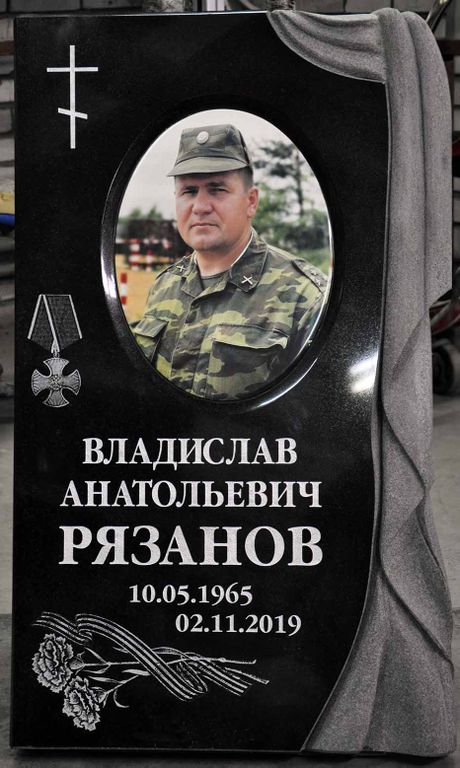 ВЛАДИСЛАВ
АНАТОЛЬЕВИЧ
РЯЗАНОВ
10.05.1965
02.11.2019